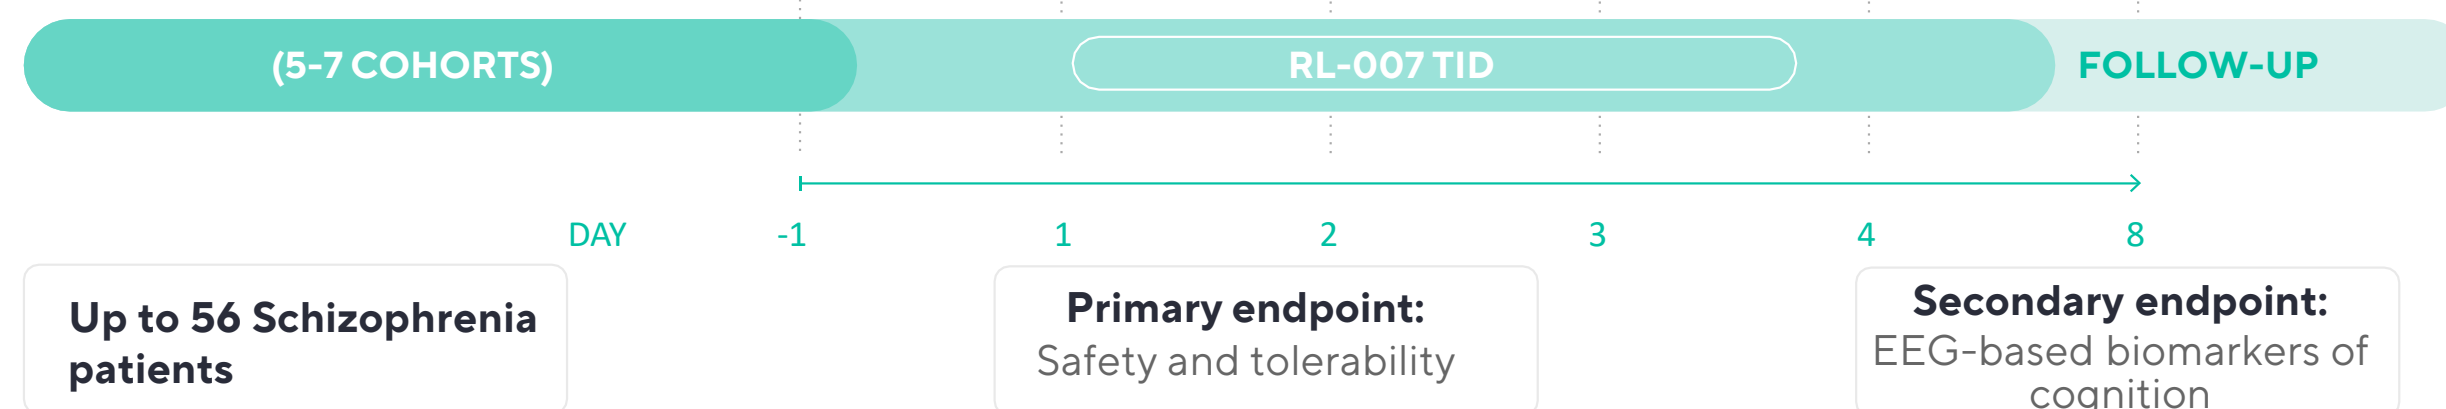 (5-7 COHORTS)
RL-007 TID
FOLLOW-UP
DAY -1 1 2 3 4 8
Up to 56 Schizophrenia
patients
Primary endpoint:
Safety and tolerability
Secondary endpoint:
EEG-based biomarkers of
cognition